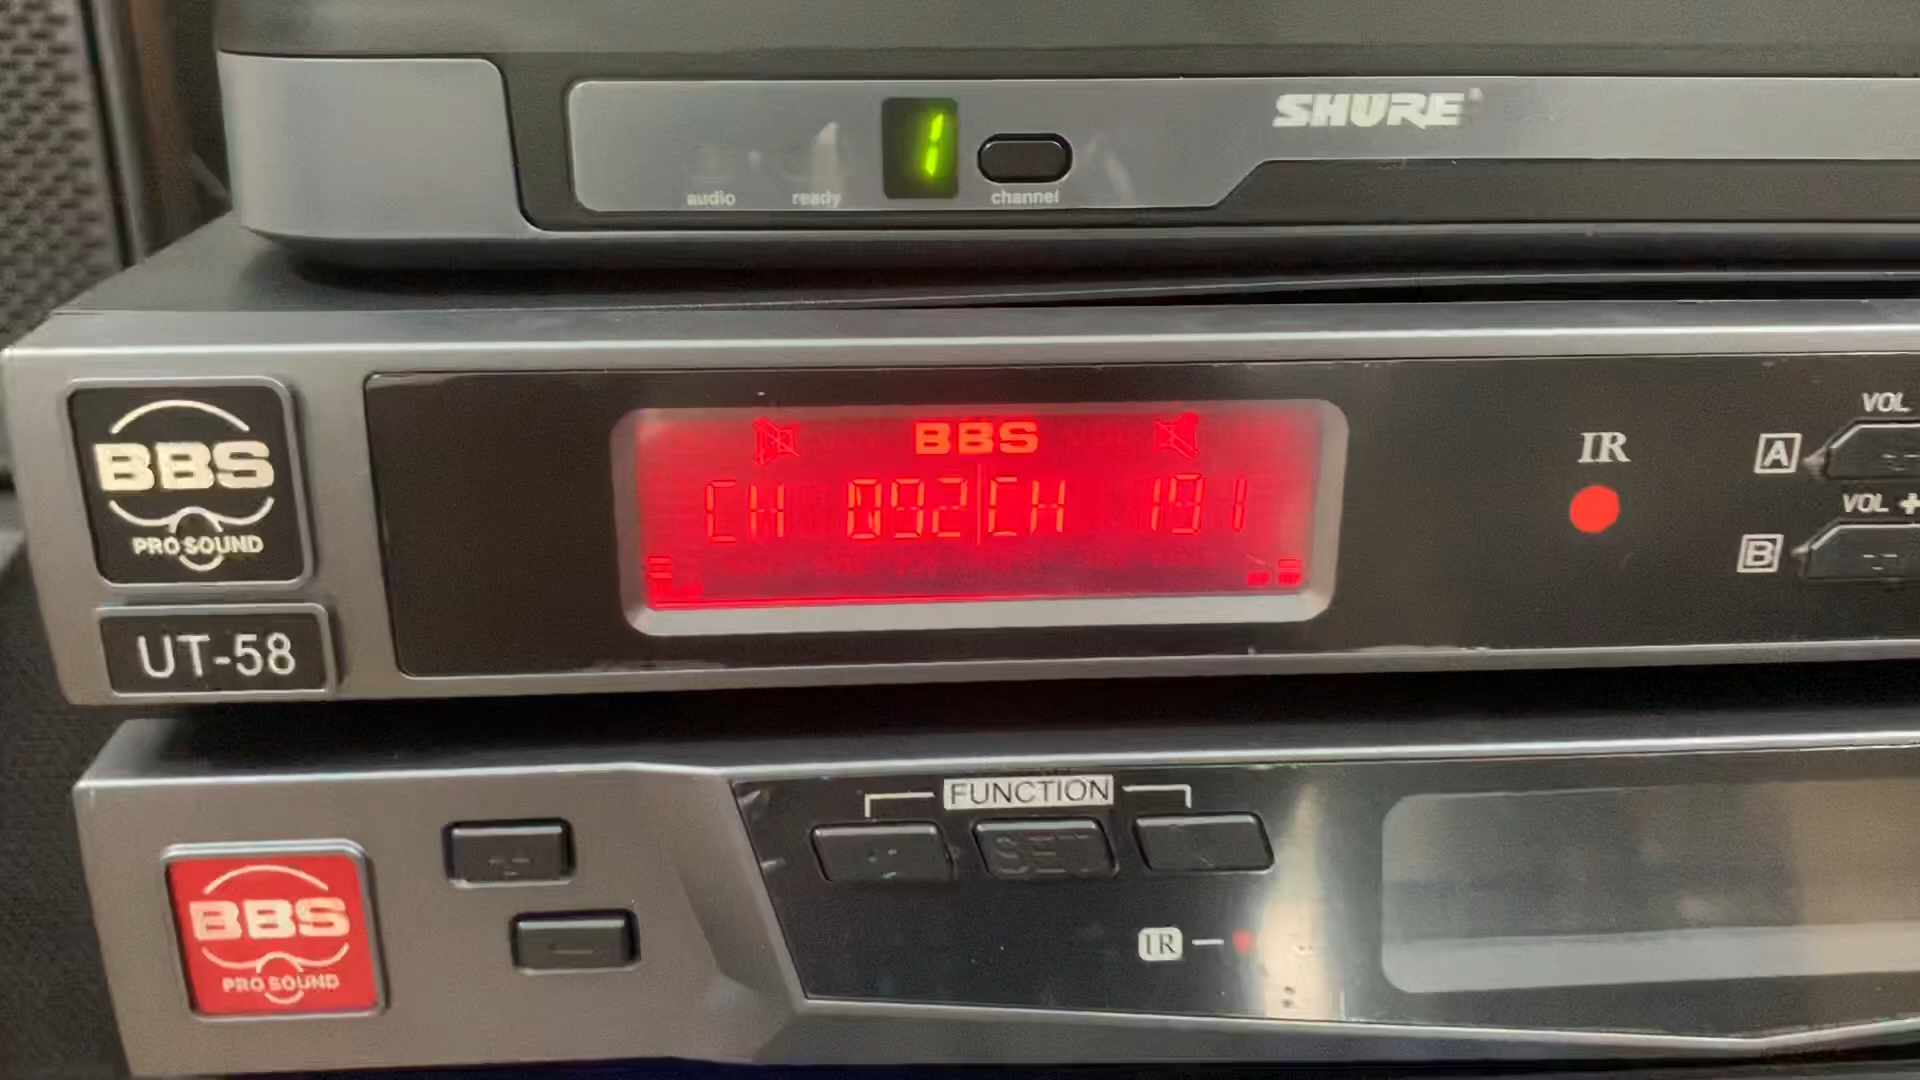 SHURE
1
audio ready channel
BBS
PRO SOUND
UT-58
BBS
CH 092 CH 191
IR
VOL
A
VOL +
B
FUNCTION
SET
BBS
PRO SOUND
IR